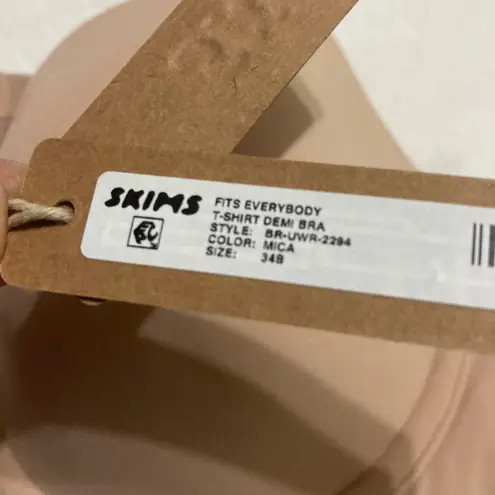 SKIMS
FITS EVERYBODY
T-SHIRT DEMI BRA
STYLE: BR-UWR-2294
COLOR: MICA
SIZE: 34B